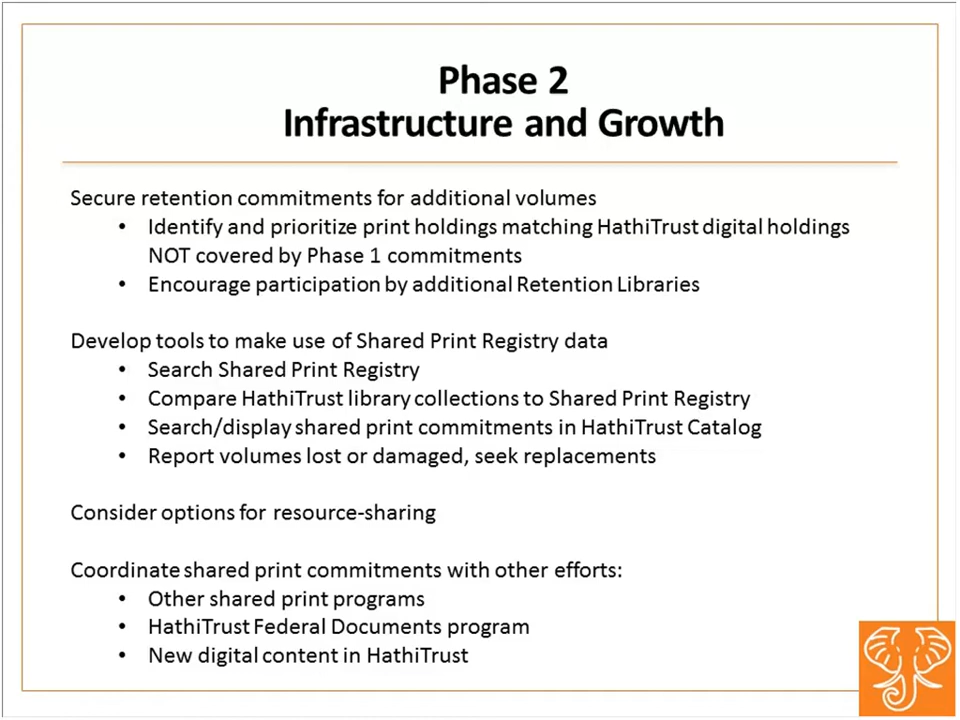 Phase 2
Infrastructure and Growth
Secure retention commitments for additional volumes
• Identify and prioritize print holdings matching HathiTrust digital holdings
NOT covered by Phase 1 commitments
• Encourage participation by additional Retention Libraries
Develop tools to make use of Shared Print Registry data
• Search Shared Print Registry
• Compare HathiTrust library collections to Shared Print Registry
• Search/display shared print commitments in HathiTrust Catalog
• Report volumes lost or damaged, seek replacements
Consider options for resource-sharing
Coordinate shared print commitments with other efforts:
• Other shared print programs
• HathiTrust Federal Documents program
• New digital content in HathiTrust